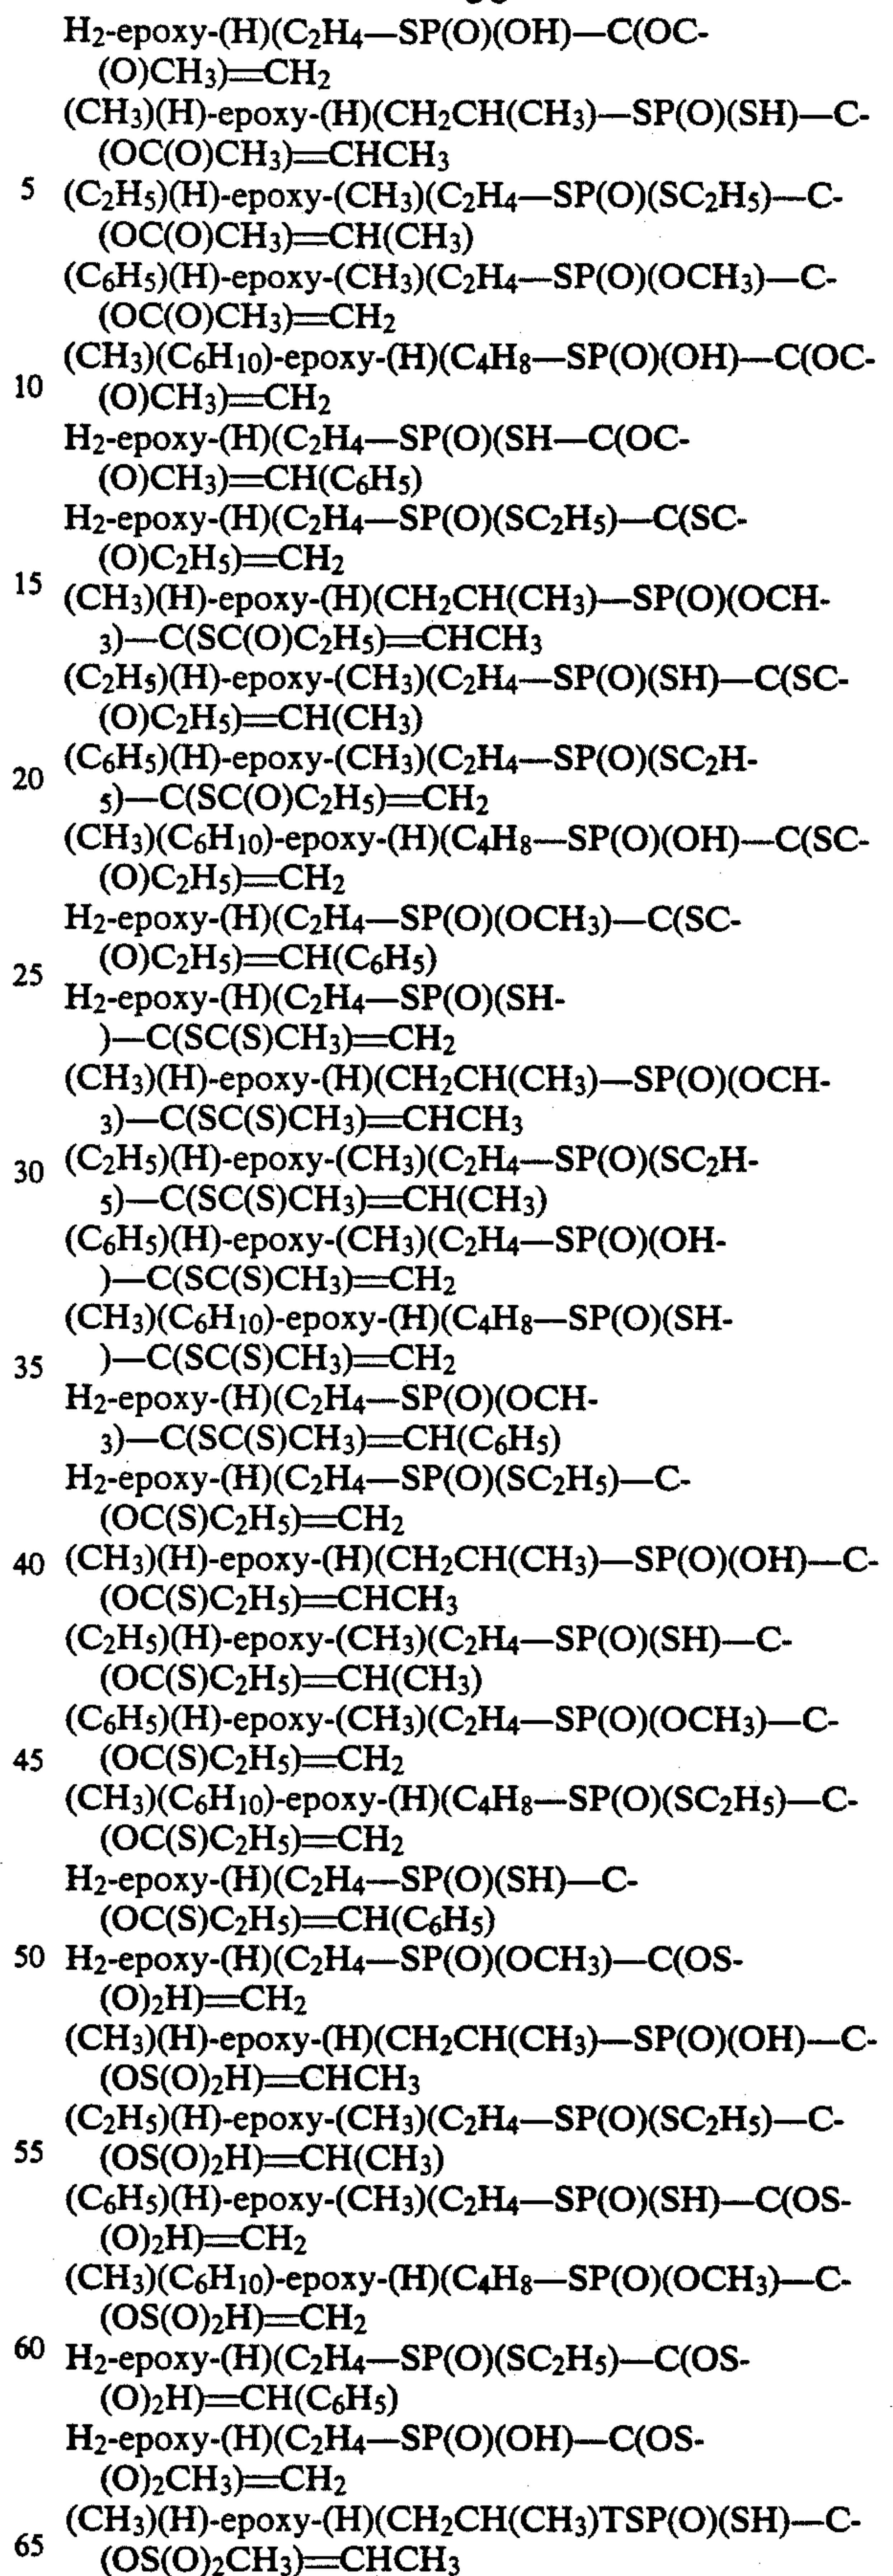 H2-epoxy-(H)(C2H4—SP(O)(OH)—C(OC-
(O)CH3)=CH2
(CH3)(H)-epoxy-(H)(CH2CH(CH3)—SP(O)(SH)—C-
(OC(O)CH3)=CHCH3
5 (C2H5)(H)-epoxy-(CH3)(C2H4—SP(O)(SC2H5)—C-
(OC(O)CH3)=CH(CH3)
(C6H5)(H)-epoxy-(CH3)(C2H4—SP(O)(OCH3)—C-
(OC(O)CH3)=CH2
(CH3)(C6H10)-epoxy-(H)(C4H8—SP(O)(OH)—C(OC-
10 (O)CH3)=CH2
H2-epoxy-(H)(C2H4—SP(O)(SH—C(OC-
(O)CH3)=CH(C6H5)
H2-epoxy-(H)(C2H4—SP(O)(SC2H5)—C(SC-
(O)C2H5)=CH2
15 (CH3)(H)-epoxy-(H)(CH2CH(CH3)—SP(O)(OCH-
3)—C(SC(O)C2H5)=CHCH3
(C2H5)(H)-epoxy-(CH3)(C2H4—SP(O)(SH)—C(SC-
(O)C2H5)=CH(CH3)
(C6H5)(H)-epoxy-(CH3)(C2H4—SP(O)(SC2H-
20 5)—C(SC(O)C2H5)=CH2
(CH3)(C6H10)-epoxy-(H)(C4H8—SP(O)(OH)—C(SC-
(O)C2H5)=CH2
H2-epoxy-(H)(C2H4—SP(O)(OCH3)—C(SC-
(O)C2H5)=CH(C6H5)
25 H2-epoxy-(H)(C2H4—SP(O)(SH-
)—C(SC(S)CH3)=CH2
(CH3)(H)-epoxy-(H)(CH2CH(CH3)—SP(O)(OCH-
3)—C(SC(S)CH3)=CHCH3
30 (C2H5)(H)-epoxy-(CH3)(C2H4—SP(O)(SC2H-
5)—C(SC(S)CH3)=CH(CH3)
(C6H5)(H)-epoxy-(CH3)(C2H4—SP(O)(OH-
)—C(SC(S)CH3)=CH2
(CH3)(C6H10)-epoxy-(H)(C4H8—SP(O)(SH-
35 )—C(SC(S)CH3)=CH2
H2-epoxy-(H)(C2H4—SP(O)(OCH-
3)—C(SC(S)CH3)=CH(C6H5)
H2-epoxy-(H)(C2H4—SP(O)(SC2H5)—C-
(OC(S)C2H5)=CH2
40 (CH3)(H)-epoxy-(H)(CH2CH(CH3)—SP(O)(OH)—C-
(OC(S)C2H5)=CHCH3
(C2H5)(H)-epoxy-(CH3)(C2H4—SP(O)(SH)—C-
(OC(S)C2H5)=CH(CH3)
(C6H5)(H)-epoxy-(CH3)(C2H4—SP(O)(OCH3)—C-
45 (OC(S)C2H5)=CH2
(CH3)(C6H10)-epoxy-(H)(C4H8—SP(O)(SC2H5)—C-
(OC(S)C2H5)=CH2
H2-epoxy-(H)(C2H4—SP(O)(SH)—C-
(OC(S)C2H5)=CH(C6H5)
50 H2-epoxy-(H)(C2H4—SP(O)(OCH3)—C(OS-
(O)2H)=CH2
(CH3)(H)-epoxy-(H)(CH2CH(CH3)—SP(O)(OH)—C-
(OS(O)2H)=CHCH3
(C2H5)(H)-epoxy-(CH3)(C2H4—SP(O)(SC2H5)—C-
55 (OS(O)2H)=CH(CH3)
(C6H5)(H)-epoxy-(CH3)(C2H4—SP(O)(SH)—C(OS-
(O)2H)=CH2
(CH3)(C6H10)-epoxy-(H)(C4H8—SP(O)(OCH3)—C-
(OS(O)2H)=CH2
60 H2-epoxy-(H)(C2H4—SP(O)(SC2H5)—C(OS-
(O)2H)=CH(C6H5)
H2-epoxy-(H)(C2H4—SP(O)(OH)—C(OS-
(O)2CH3)=CH2
(CH3)(H)-epoxy-(H)(CH2CH(CH3)TSP(O)(SH)—C-
65 (OS(O)2CH3)=CHCH3